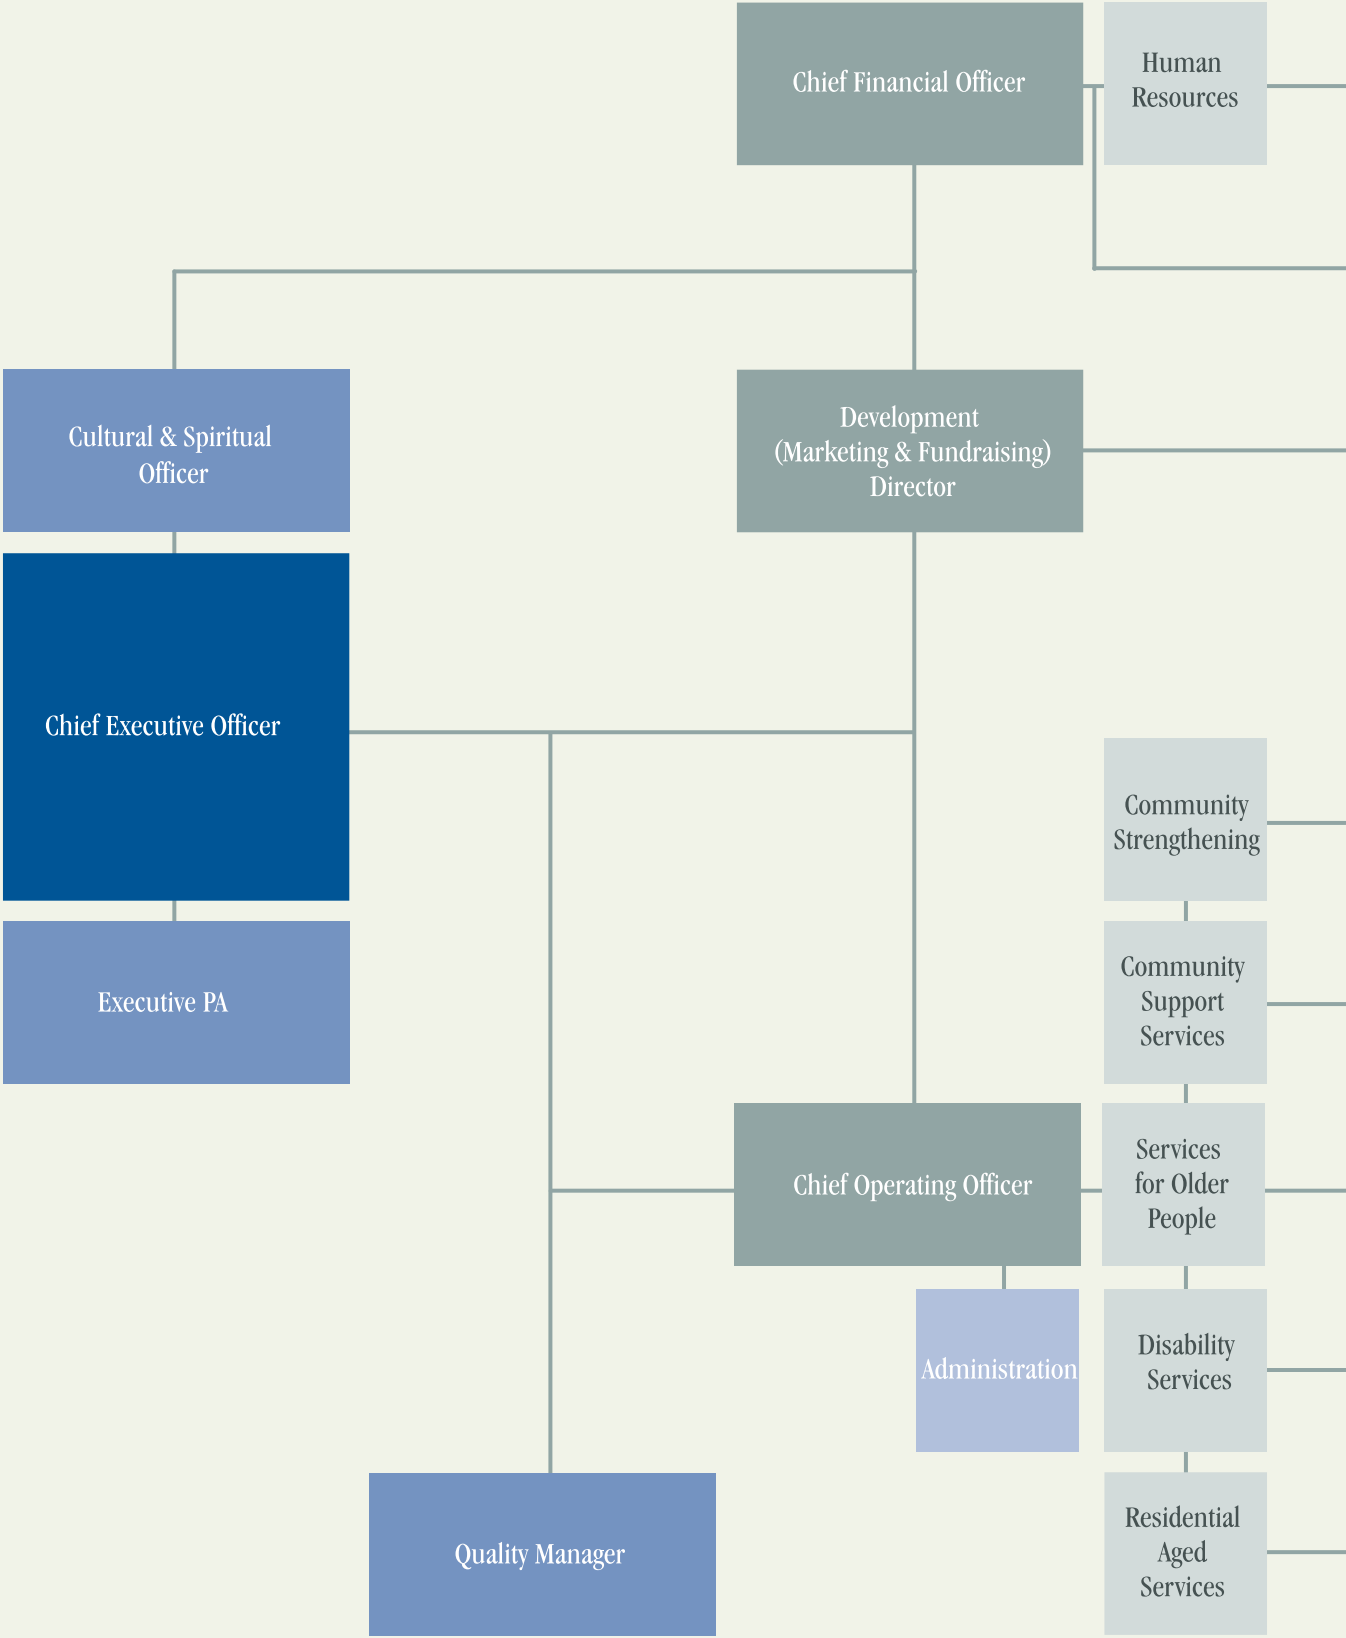 Chief Financial Officer
Human
Resources
Cultural & Spiritual
Officer
Development
(Marketing & Fundraising)
Director
Chief Executive Officer
Community
Strengthening
Executive PA
Community
Support
Services
Chief Operating Officer
Services
for Older
People
Administration
Disability
Services
Quality Manager
Residential
Aged
Services